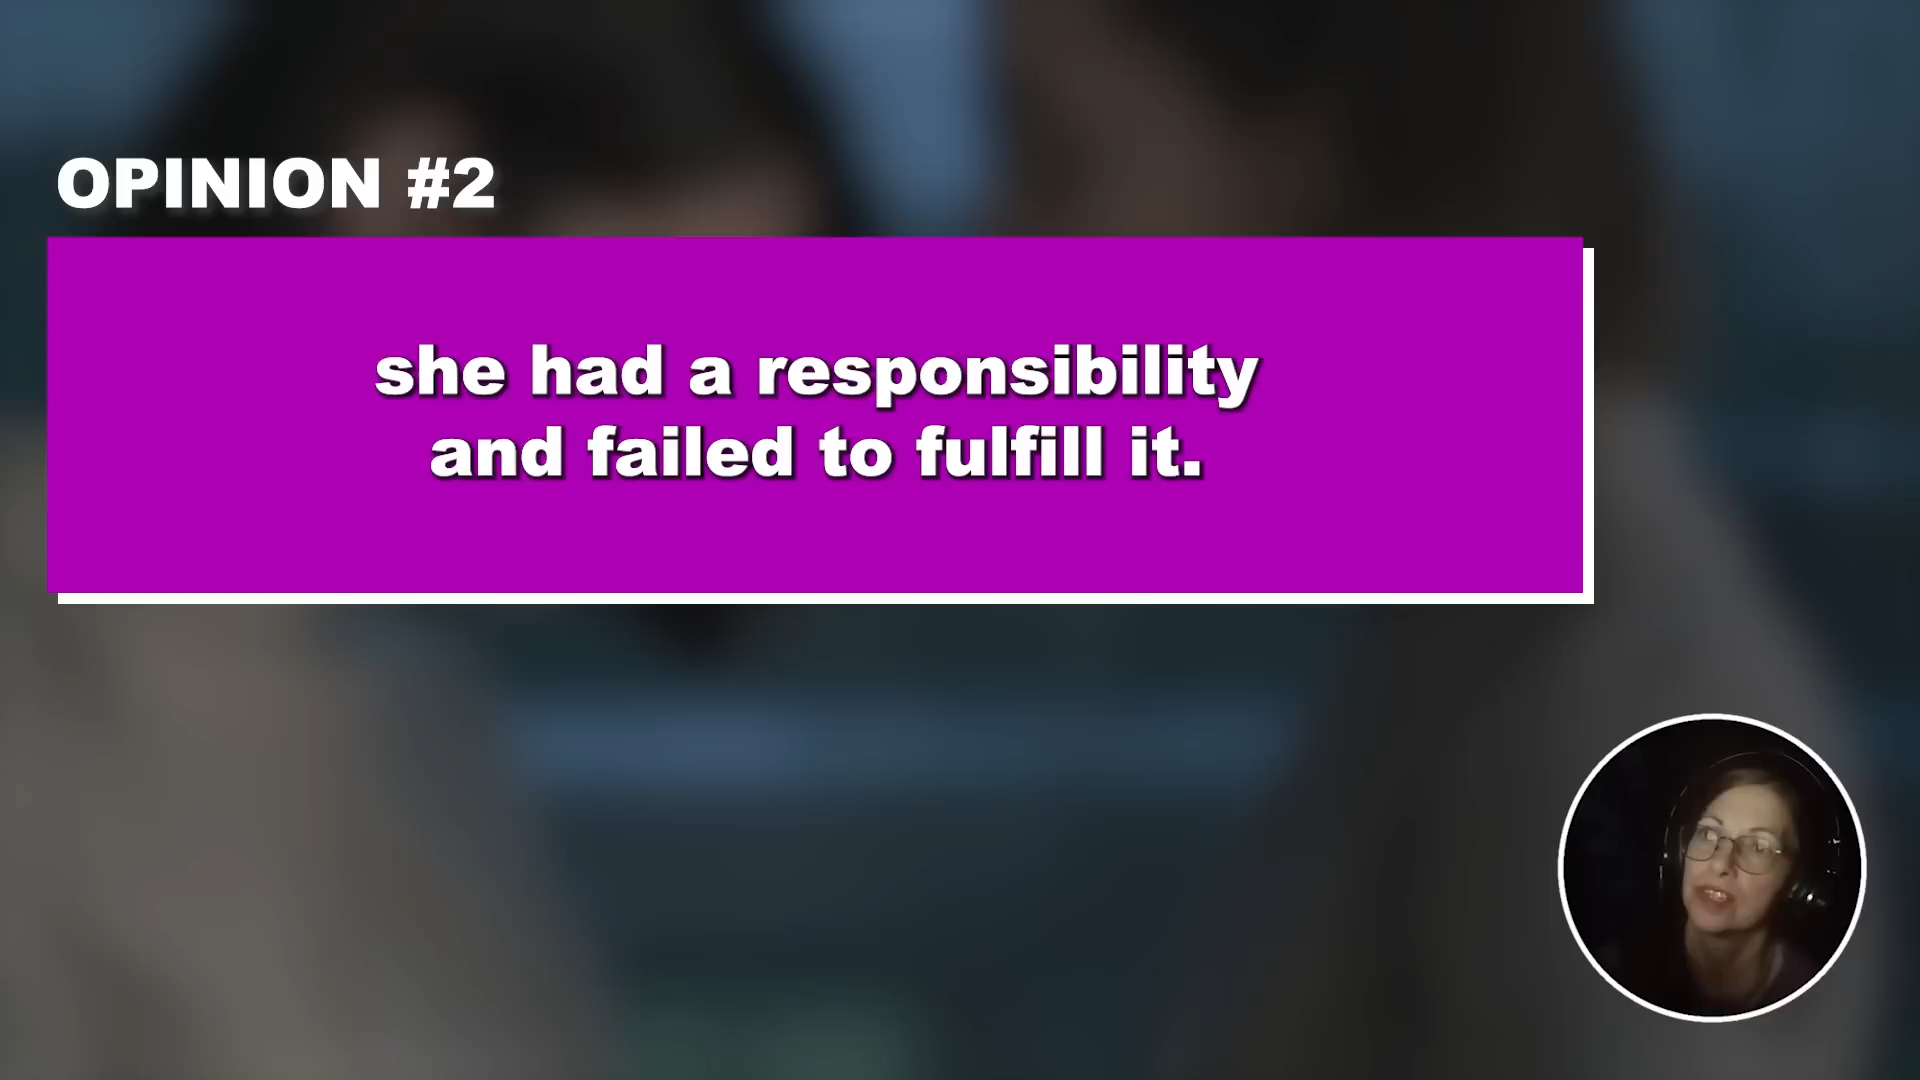 OPINION #2
she had a responsibility
and failed to fulfill it.